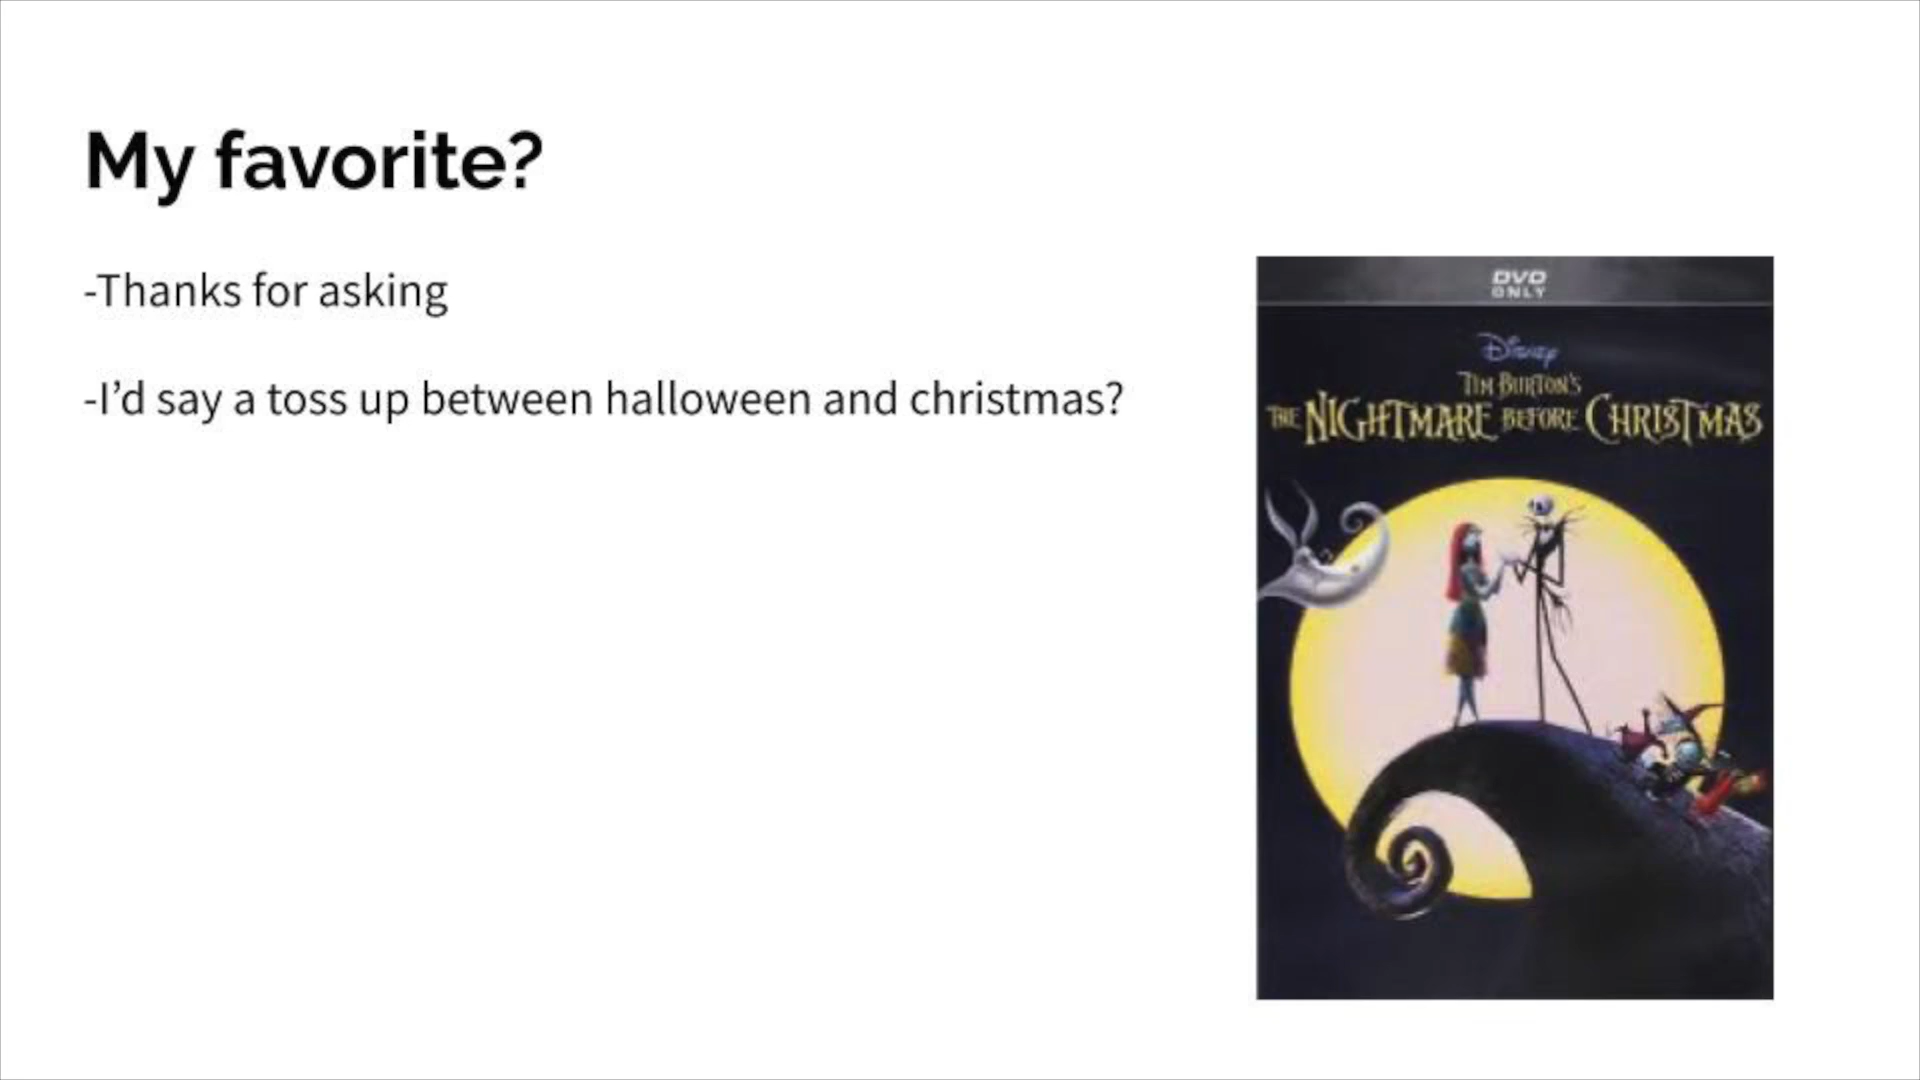 My favorite?
-Thanks for asking
-I’d say a toss up between halloween and christmas?
DVD
ONLY
Disney
TIM BURTON'S
THE NIGHTMARE BEFORE CHRISTMAS